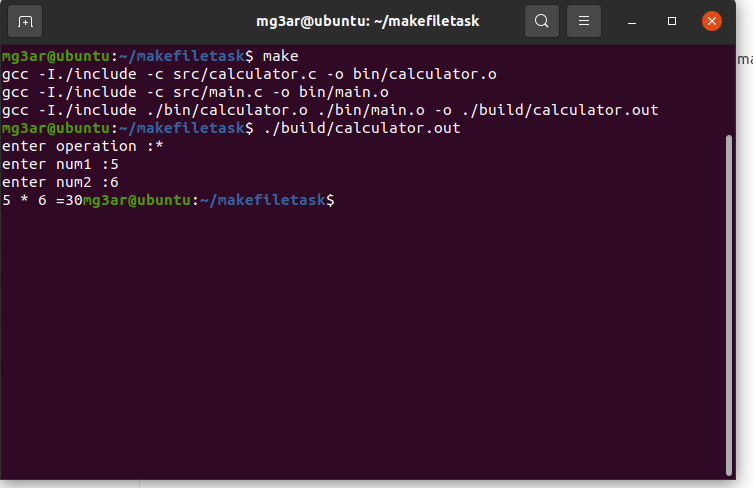 mg3ar@ubuntu: ~/makefiletask
mg3ar@ubuntu:~/makefiletask$ make
gcc -I./include -c src/calculator.c -o bin/calculator.o
gcc -I./include -c src/main.c -o bin/main.o
gcc -I./include ./bin/calculator.o ./bin/main.o -o ./build/calculator.out
mg3ar@ubuntu:~/makefiletask$ ./build/calculator.out
enter operation :*
enter num1 :5
enter num2 :6
5 * 6 =30mg3ar@ubuntu:~/makefiletask$